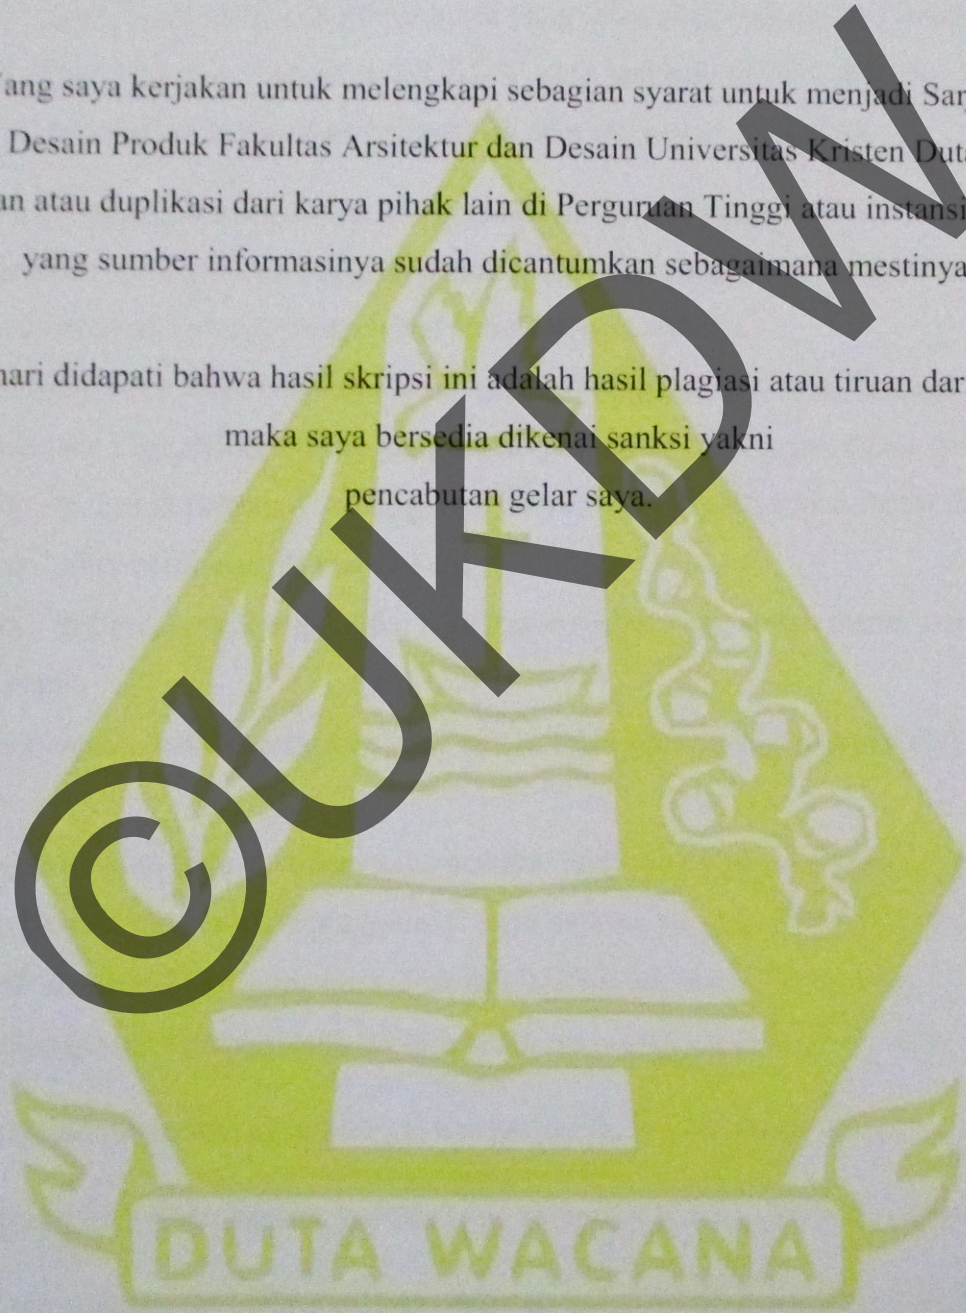 ang saya kerjakan untuk melengkapi sebagian syarat untuk menjadi Sar
Desain Produk Fakultas Arsitektur dan Desain Universitas Kristen Dut
an atau duplikasi dari karya pihak lain di Perguruan Tinggi atau instansi
yang sumber informasinya sudah dicantumkan sebagaimana mestinya
hari didapati bahwa hasil skripsi ini adalah hasil plagiasi atau tiruan dar
maka saya bersedia dikenai sanksi yakni
pencabutan gelar saya.
©UKDW
DUTA WACANA